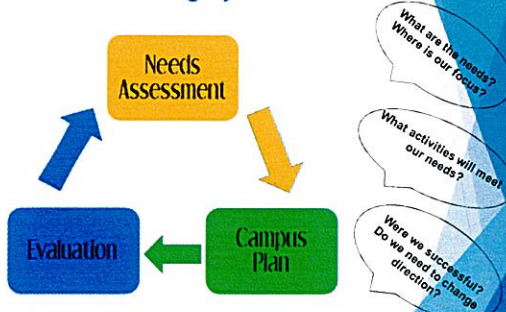 Needs
Assessment
Campus
Plan
Evaluation
What are the needs?
Where is our focus?
What activities will meet
our needs?
Were we successful?
Do we need to change
direction?